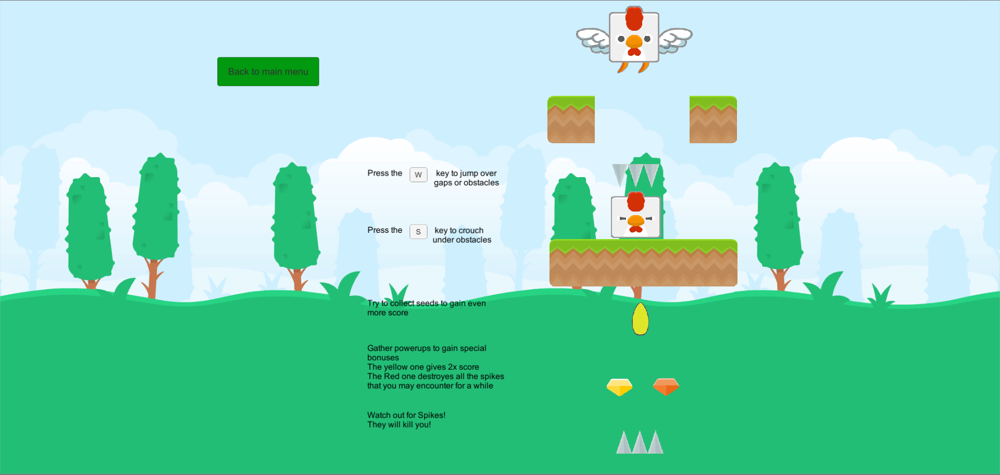 Back to main menu
Press the W key to jump over
gaps or obstacles
Press the S key to crouch
under obstacles
Try to collect seeds to gain even
more score
Gather powerups to gain special
bonuses
The yellow one gives 2x score
The Red one destroyes all the spikes
that you may encounter for a while
Watch out for Spikes!
They will kill you!